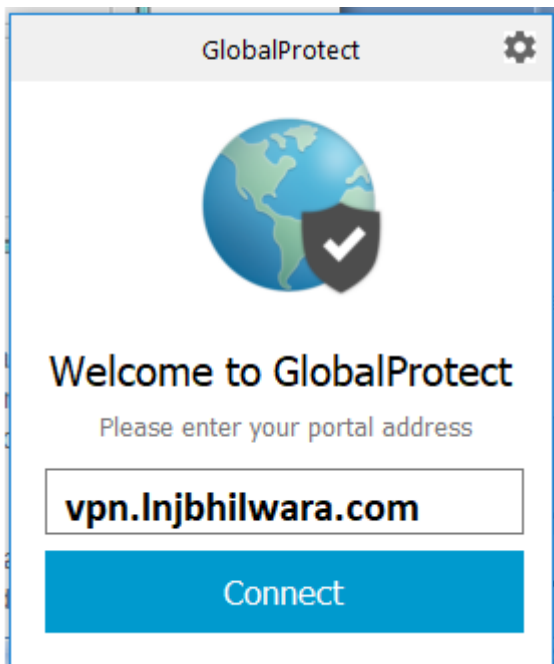 GlobalProtect
Welcome to GlobalProtect
Please enter your portal address
vpn.lnjbhilwara.com
Connect